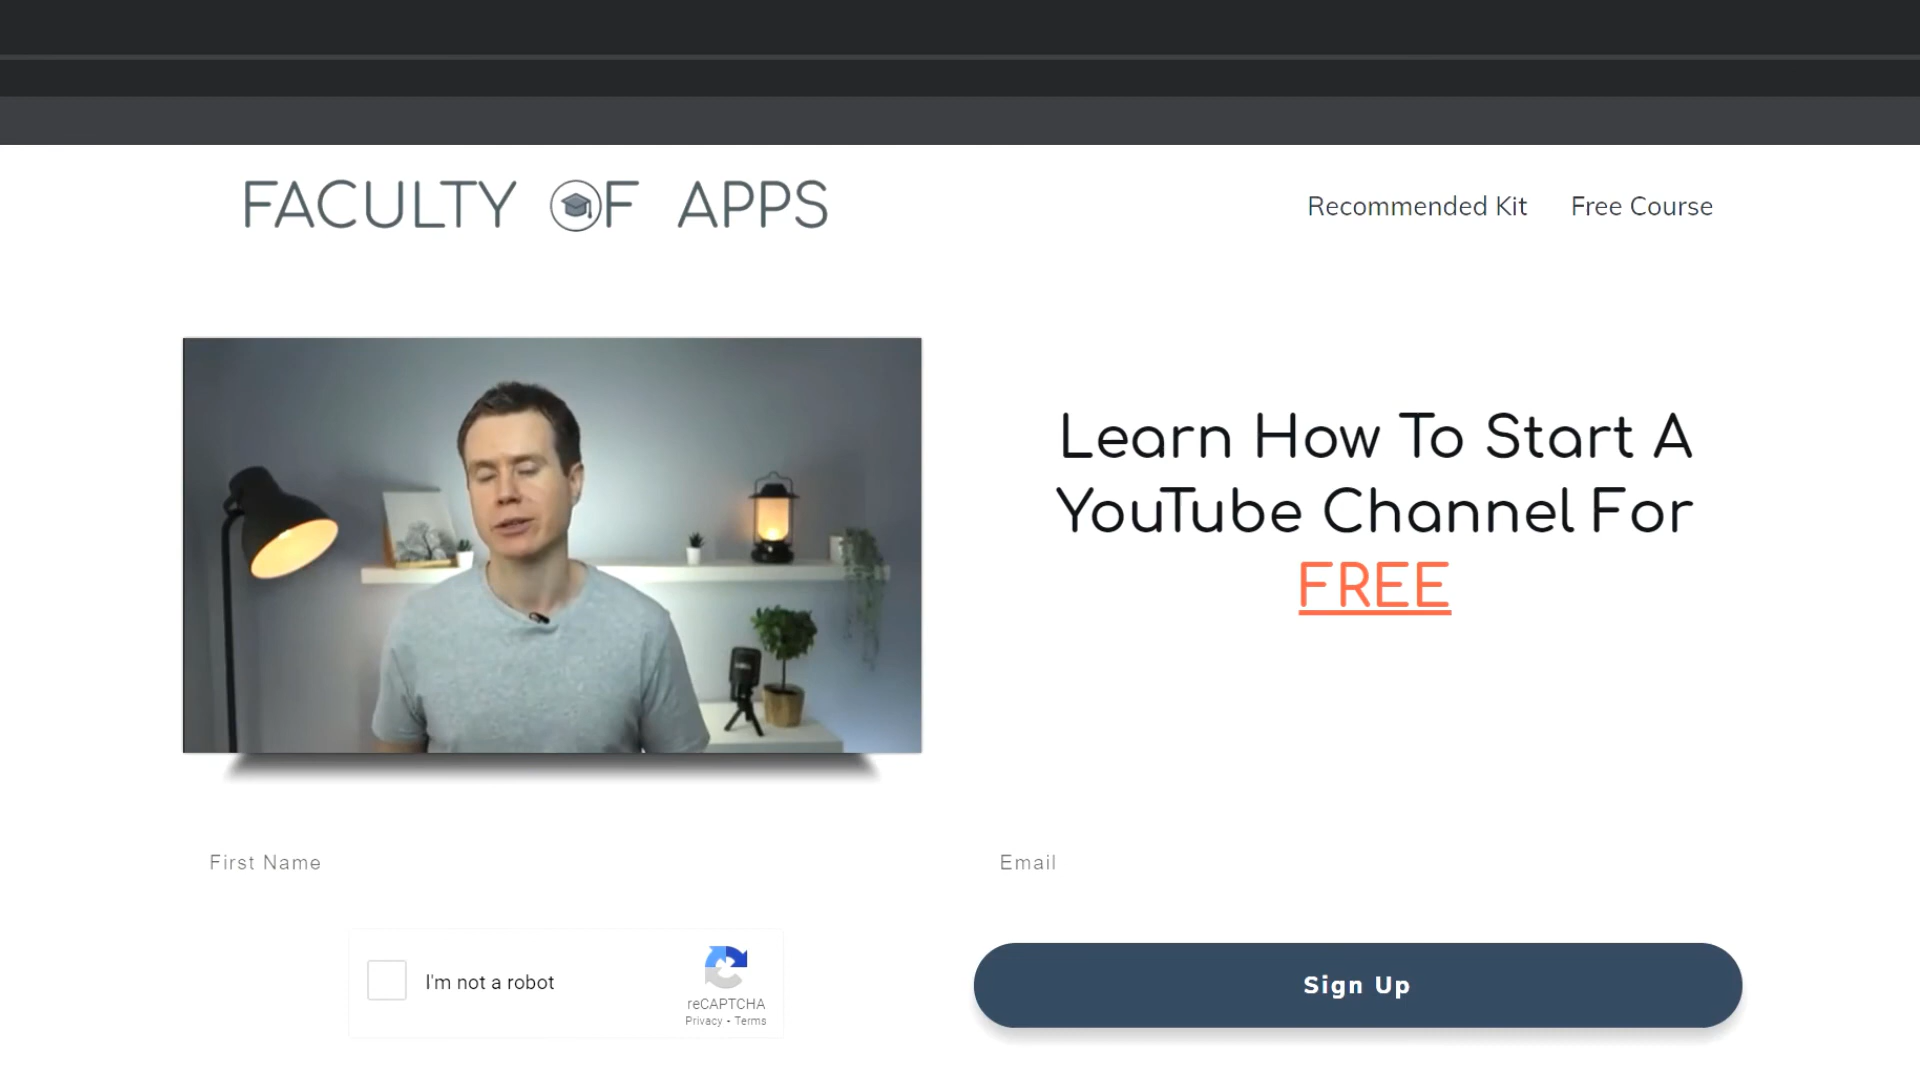 FACULTY OF APPS
Recommended Kit
Free Course
Learn How To Start A
YouTube Channel For
FREE
First Name
Email
I'm not a robot
reCAPTCHA
Privacy • Terms
Sign Up